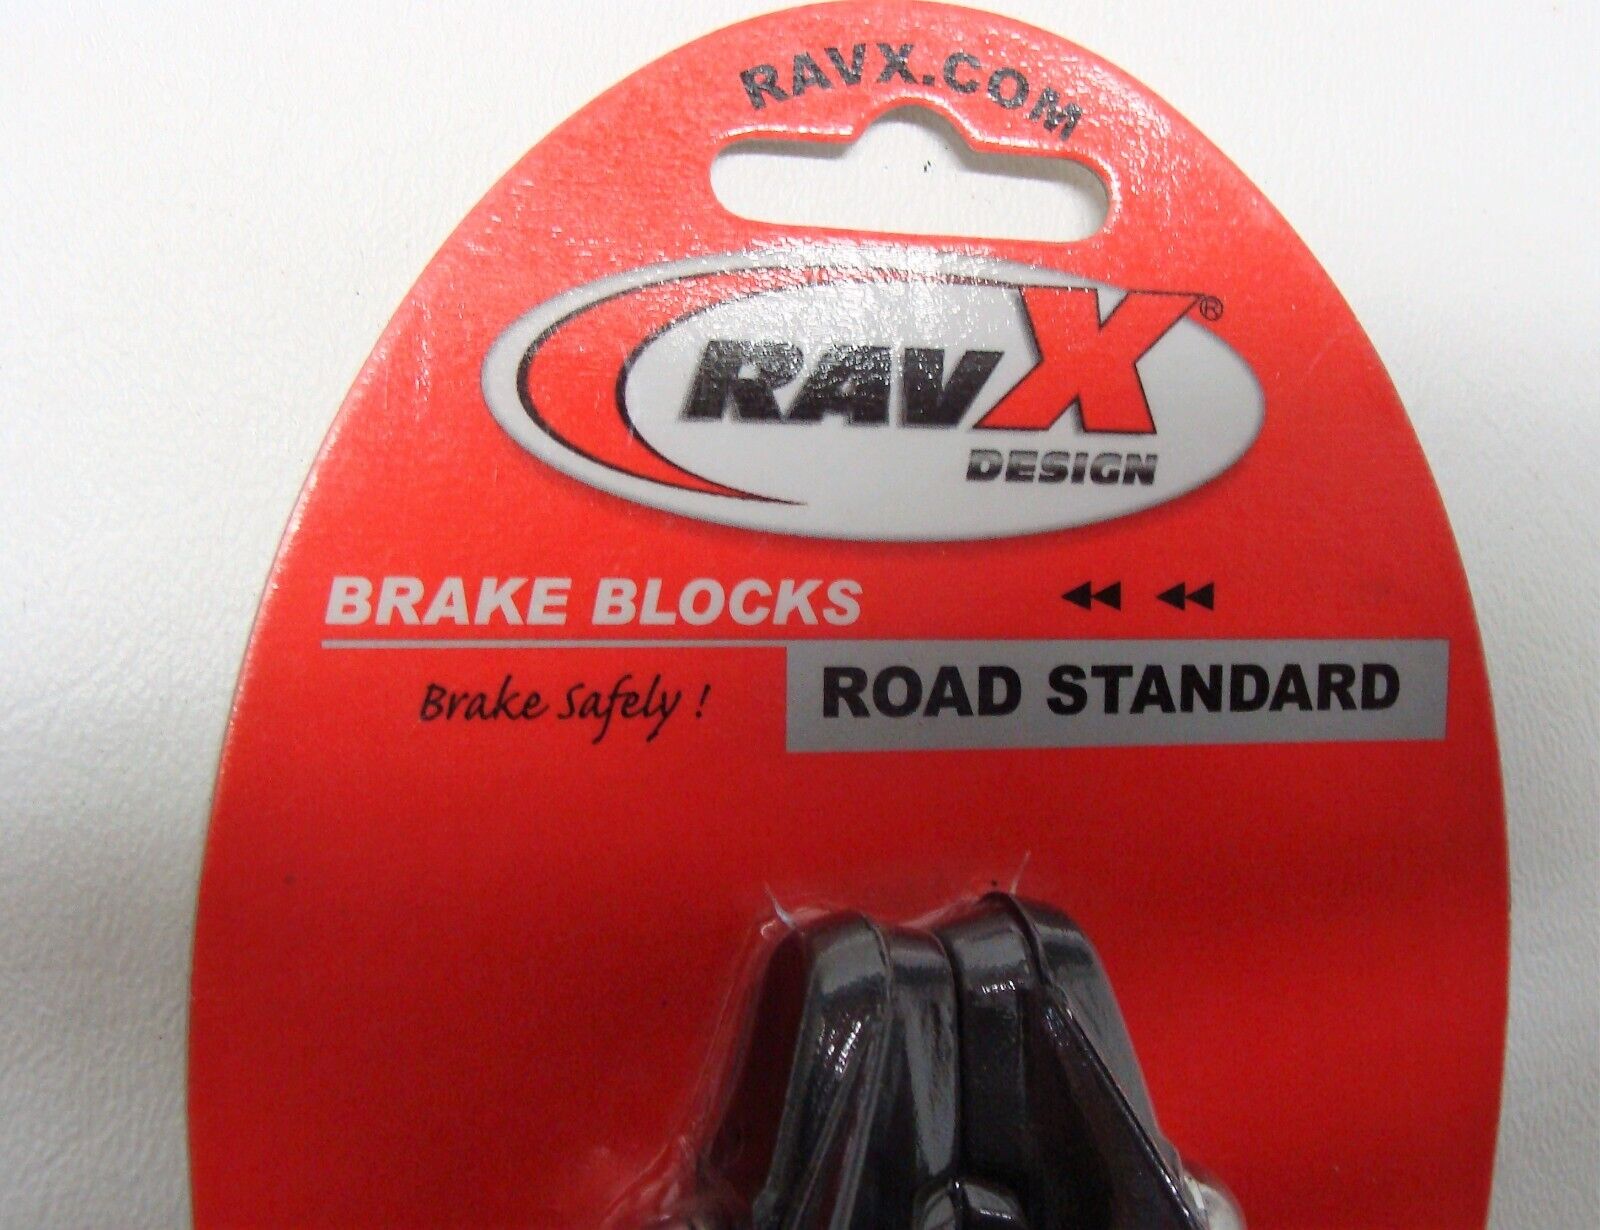 RAVX.COM
RAVX®
DESIGN
BRAKE BLOCKS
Brake Safely !
ROAD STANDARD